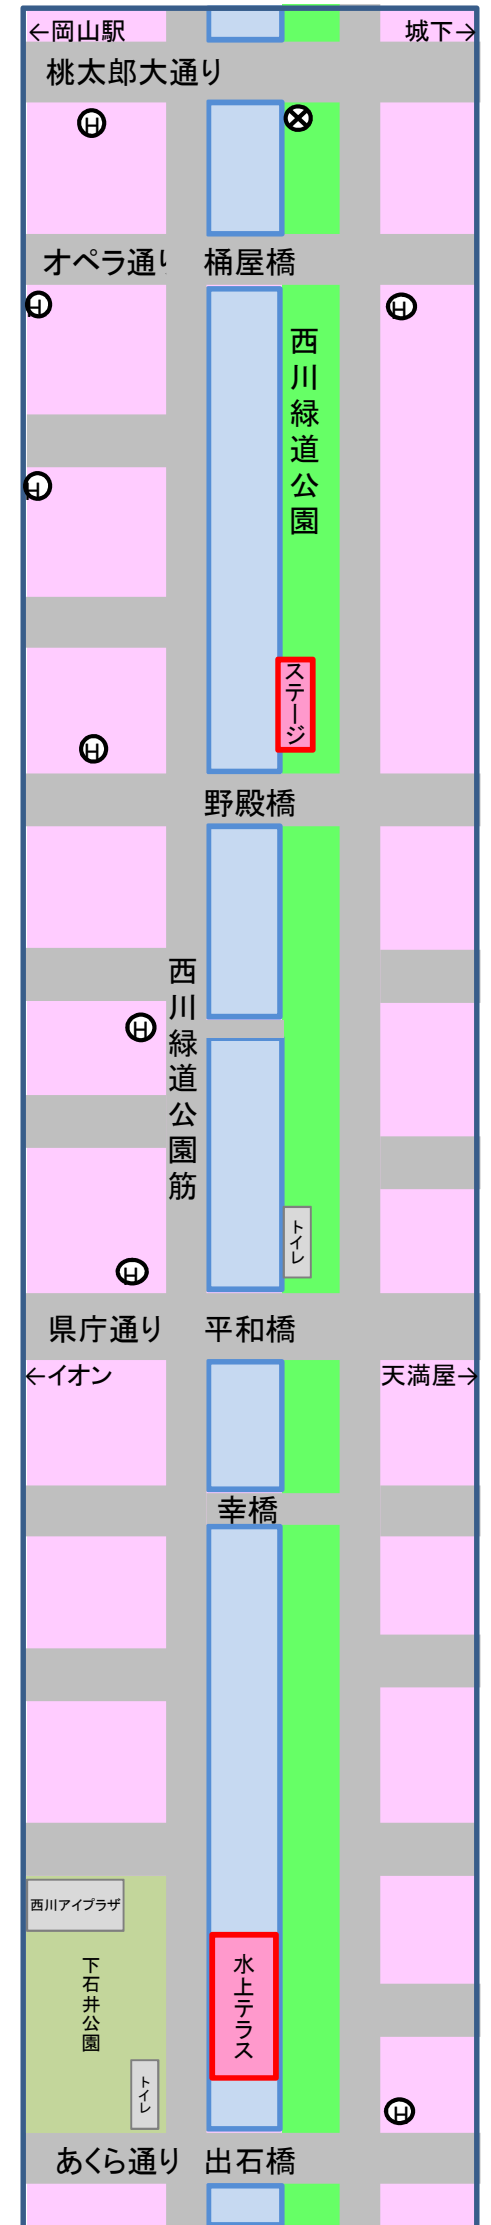 ←岡山駅
城下→
桃太郎大通り
H
オペラ通り
桶屋橋
H
H
西川緑道公園
H
ステージ
H
野殿橋
西川緑道公園筋
H
トイレ
H
県庁通り
平和橋
←イオン
天満屋→
幸橋
西川アイプラザ
下石井公園
水上テラス
トイレ
H
あくら通り
出石橋